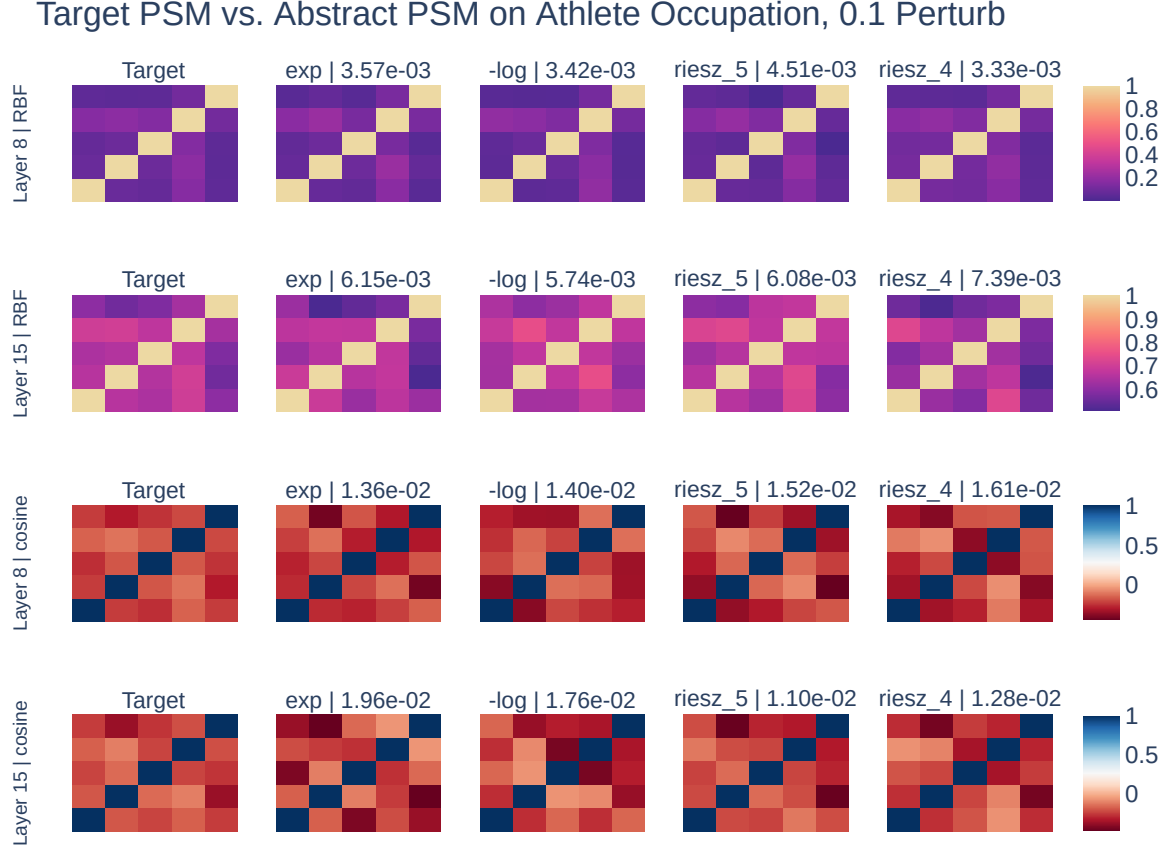 Target PSM vs. Abstract PSM on Athlete Occupation, 0.1 Perturb
Layer 8 | RBF
Target
exp | 3.57e-03
-log | 3.42e-03
riesz_5 | 4.51e-03
riesz_4 | 3.33e-03
1
0.8
0.6
0.4
0.2
Layer 15 | RBF
Target
exp | 6.15e-03
-log | 5.74e-03
riesz_5 | 6.08e-03
riesz_4 | 7.39e-03
1
0.9
0.8
0.7
0.6
Layer 8 | cosine
Target
exp | 1.36e-02
-log | 1.40e-02
riesz_5 | 1.52e-02
riesz_4 | 1.61e-02
1
0.5
0
Layer 15 | cosine
Target
exp | 1.96e-02
-log | 1.76e-02
riesz_5 | 1.10e-02
riesz_4 | 1.28e-02
1
0.5
0